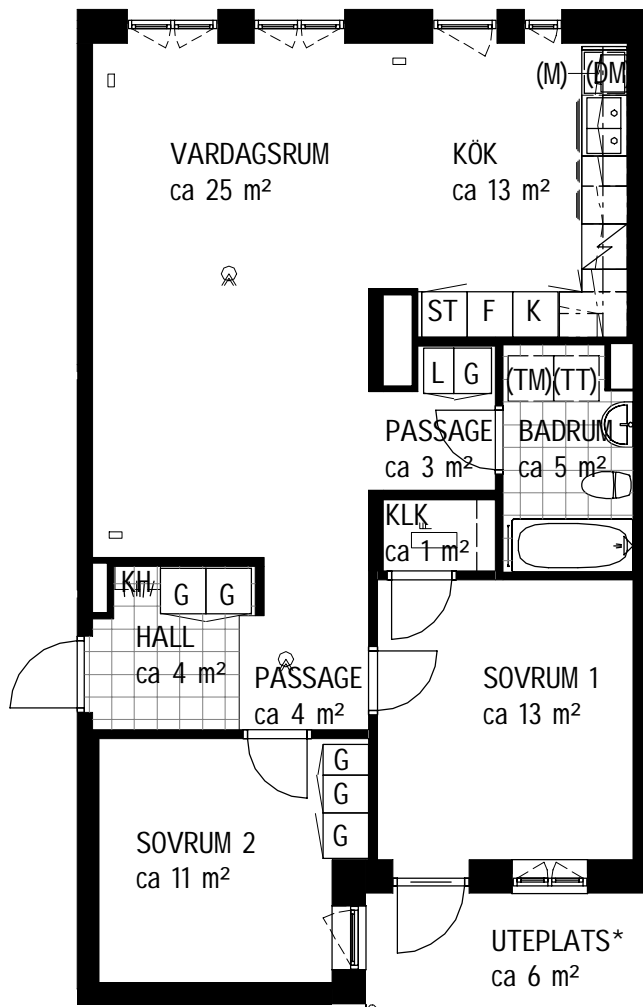 (M) (DM)
VARDAGSRUM
ca 25 m²
KÖK
ca 13 m²
ST F K
L G
(TM) (TT)
PASSAGE
ca 3 m²
BADRUM
ca 5 m²
KLK
ca 1 m²
KH
G G
HALL
ca 4 m²
PASSAGE
ca 4 m²
SOVRUM 1
ca 13 m²
G
G
G
SOVRUM 2
ca 11 m²
UTEPLATS*
ca 6 m²